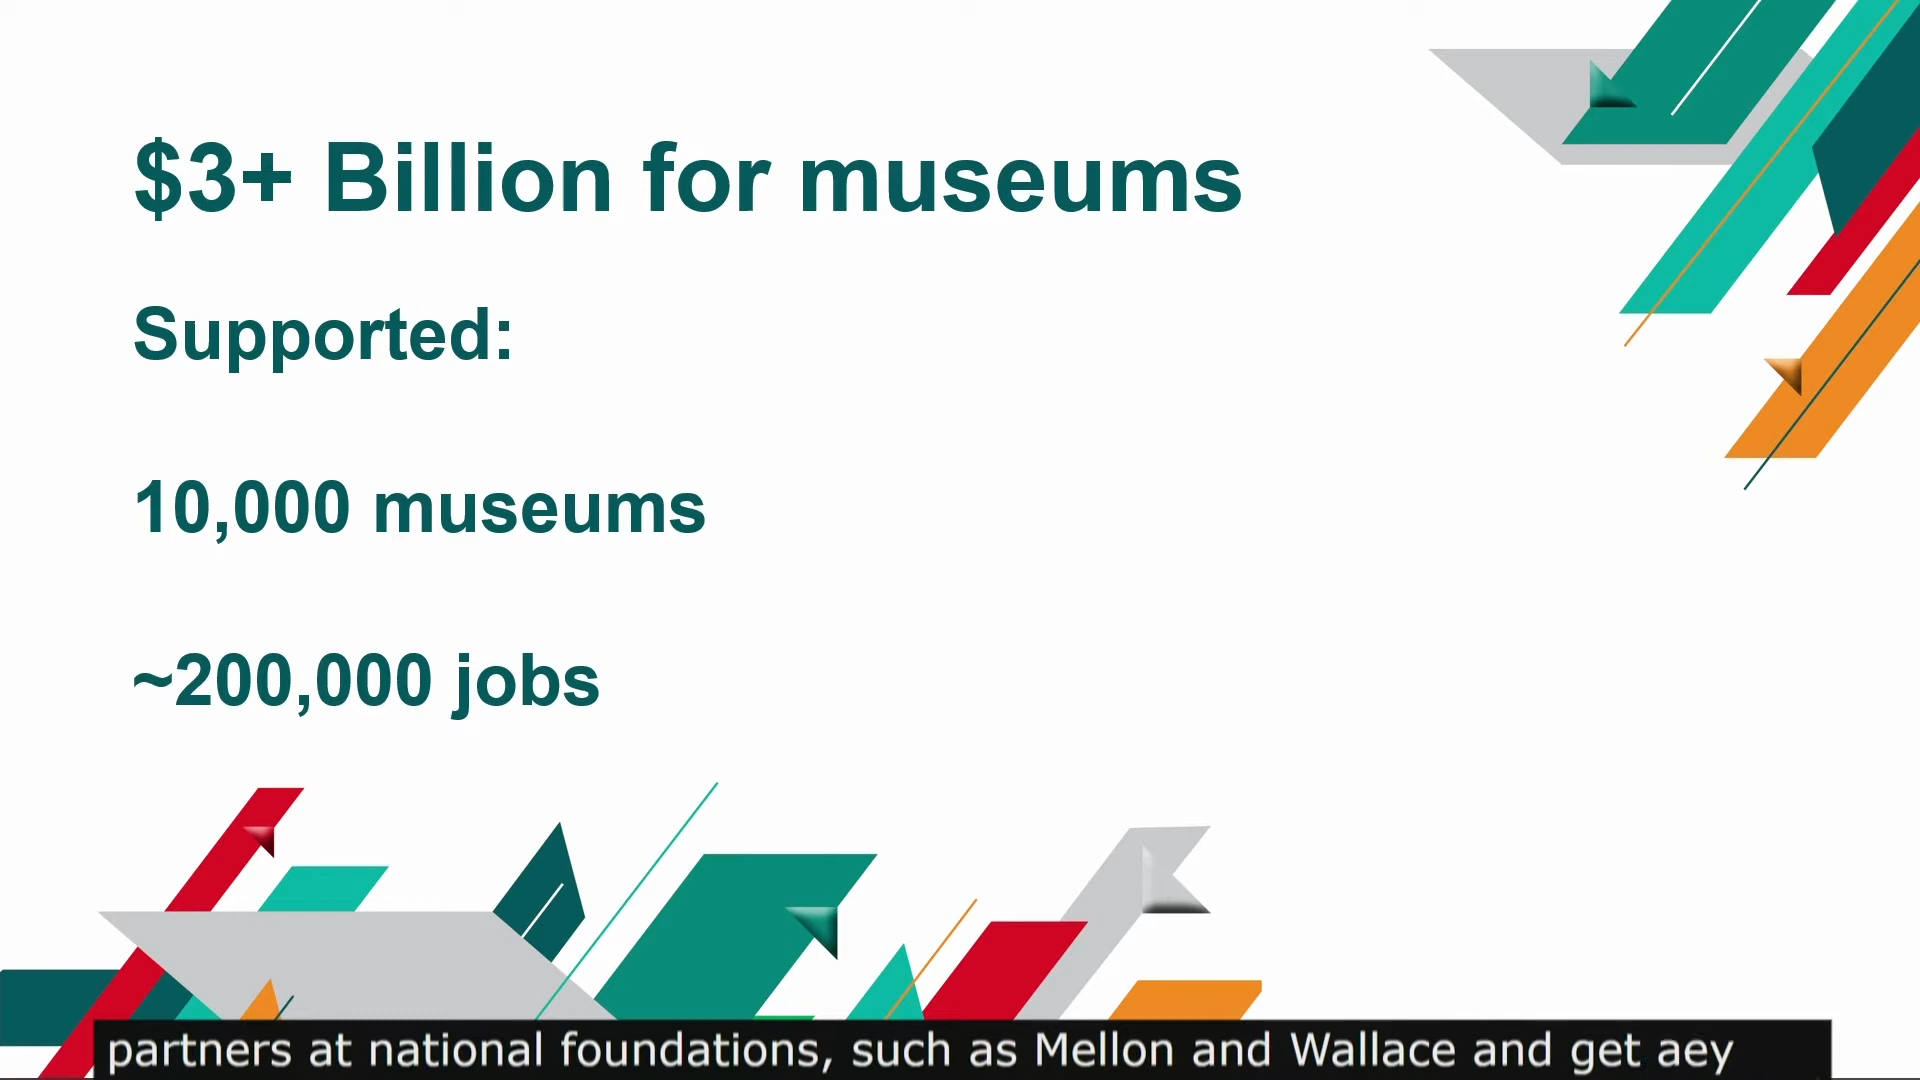 $3+ Billion for museums
Supported:
10,000 museums
~200,000 jobs
partners at national foundations, such as Mellon and Wallace and get aey